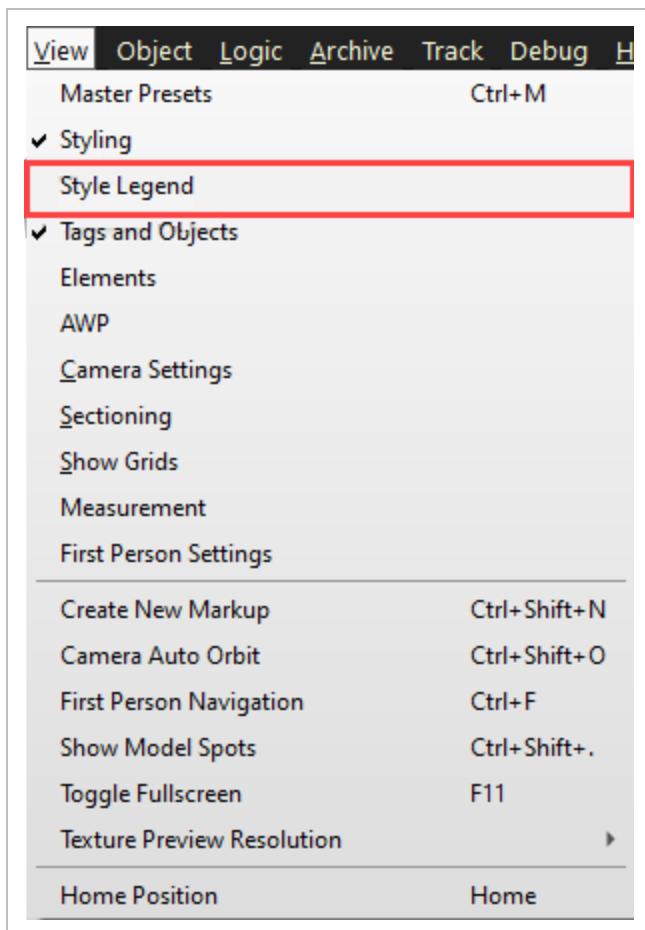 View Object Logic Archive Track Debug H
Master Presets Ctrl+M
Styling
Style Legend
Tags and Objects
Elements
AWP
Camera Settings
Sectioning
Show Grids
Measurement
First Person Settings
Create New Markup Ctrl+Shift+N
Camera Auto Orbit Ctrl+Shift+O
First Person Navigation Ctrl+F
Show Model Spots Ctrl+Shift+.
Toggle Fullscreen F11
Texture Preview Resolution
Home Position Home